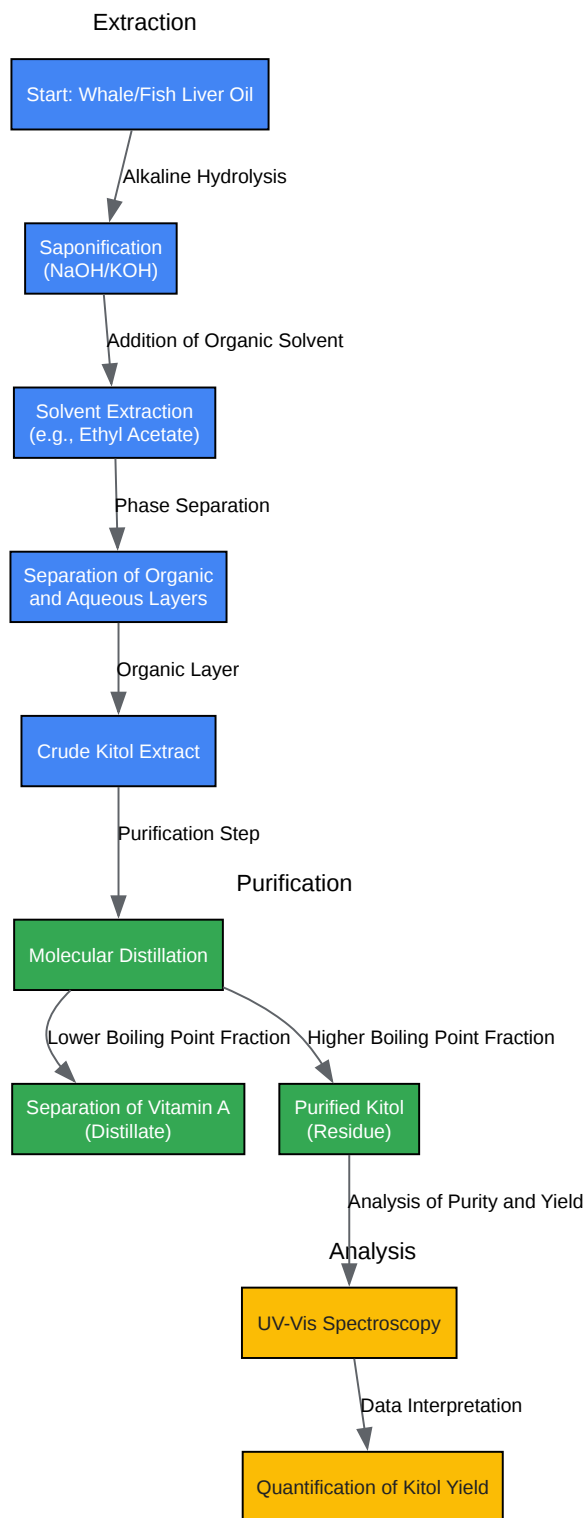 Extraction
Start: Whale/Fish Liver Oil
Alkaline Hydrolysis
Saponification
(NaOH/KOH)
Addition of Organic Solvent
Solvent Extraction
(e.g., Ethyl Acetate)
Phase Separation
Separation of Organic
and Aqueous Layers
Organic Layer
Crude Kitol Extract
Purification Step
Purification
Molecular Distillation
Lower Boiling Point Fraction
Higher Boiling Point Fraction
Separation of Vitamin A
(Distillate)
Purified Kitol
(Residue)
Analysis of Purity and Yield
Analysis
UV-Vis Spectroscopy
Data Interpretation
Quantification of Kitol Yield